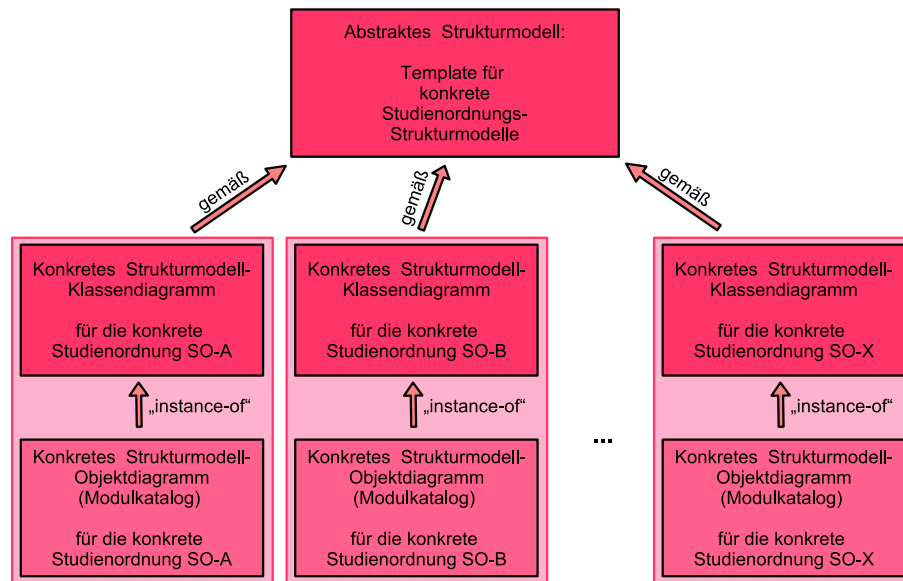 Abstraktes Strukturmodell:
Template für
konkrete
Studienordnungs-
Strukturmodelle
gemäß
gemäß
gemäß
Konkretes Strukturmodell-
Klassendiagramm
für die konkrete
Studienordnung SO-A
Konkretes Strukturmodell-
Klassendiagramm
für die konkrete
Studienordnung SO-B
Konkretes Strukturmodell-
Klassendiagramm
für die konkrete
Studienordnung SO-X
„instance-of“
„instance-of“
„instance-of“
...
Konkretes Strukturmodell-
Objektdiagramm
(Modulkatalog)
für die konkrete
Studienordnung SO-A
Konkretes Strukturmodell-
Objektdiagramm
(Modulkatalog)
für die konkrete
Studienordnung SO-B
Konkretes Strukturmodell-
Objektdiagramm
(Modulkatalog)
für die konkrete
Studienordnung SO-X